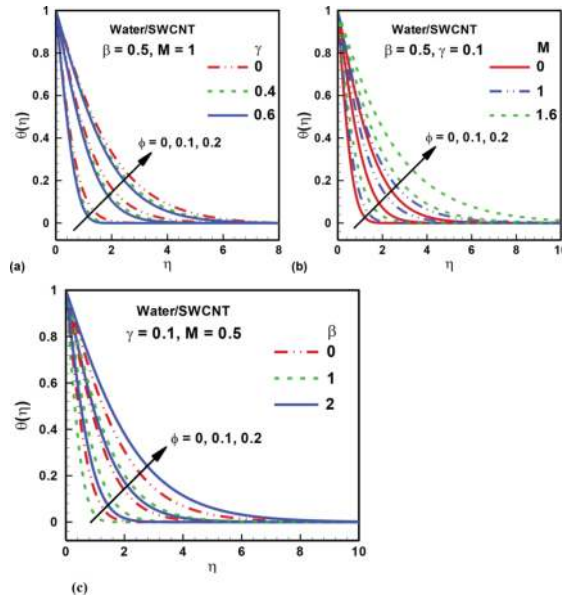 Water/SWCNT
β = 0.5, M = 1
γ
0
0.4
0.6
ϕ = 0, 0.1, 0.2
θ(η)
1
0.8
0.6
0.4
0.2
0
0 2 4 6 8
η
(a)
Water/SWCNT
β = 0.5, γ = 0.1
M
0
1
1.6
ϕ = 0, 0.1, 0.2
θ(η)
1
0.8
0.6
0.4
0.2
0
0 2 4 6 8 10
η
(b)
Water/SWCNT
γ = 0.1, M = 0.5
β
0
1
2
ϕ = 0, 0.1, 0.2
θ(η)
1
0.8
0.6
0.4
0.2
0
0 2 4 6 8 10
η
(c)